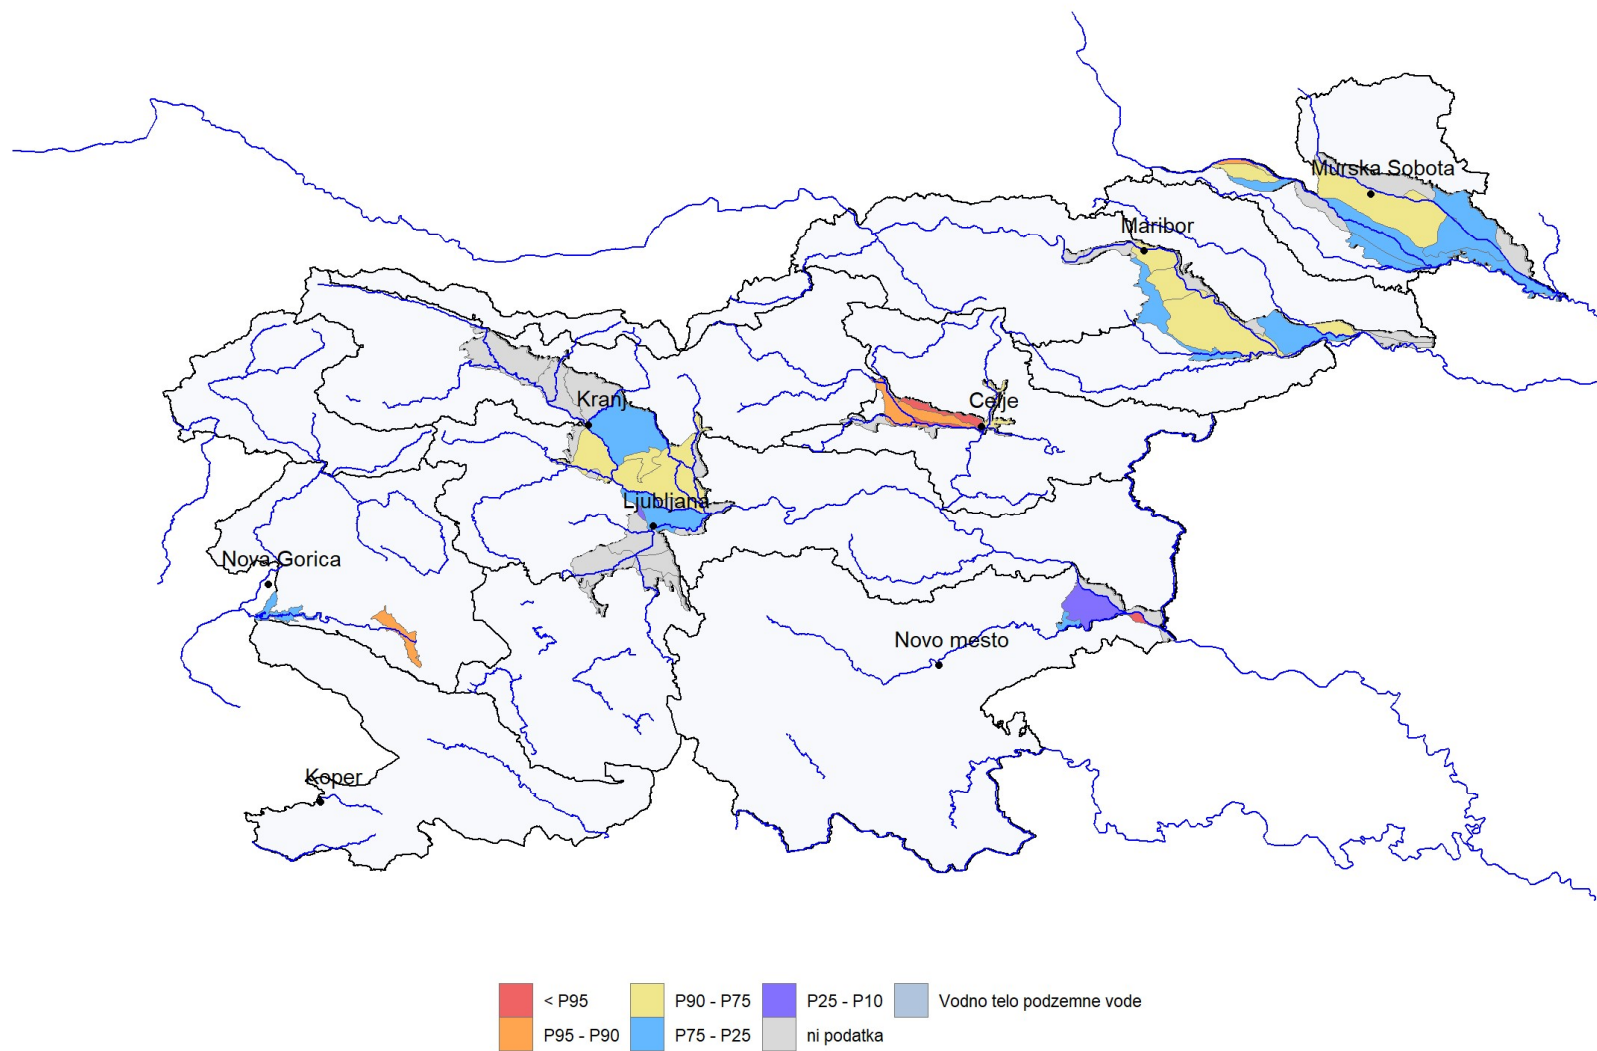 Murska Sobota
Maribor
Kranj
Celje
Ljubljana
Nova Gorica
Novo mesto
Koper
< P95
P90 - P75
P25 - P10
Vodno telo podzemne vode
P95 - P90
P75 - P25
ni podatka